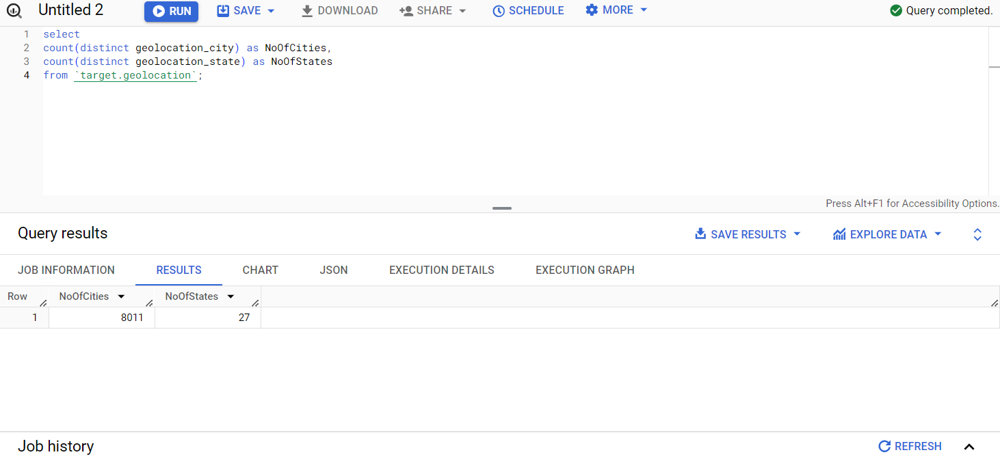 Untitled 2 RUN SAVE DOWNLOAD SHARE SCHEDULE MORE Query completed.
1 select
2 count(distinct geolocation_city) as NoOfCities,
3 count(distinct geolocation_state) as NoOfStates
4 from `target.geolocation`;
Press Alt+F1 for Accessibility Options.
Query results SAVE RESULTS EXPLORE DATA
JOB INFORMATION RESULTS CHART JSON EXECUTION DETAILS EXECUTION GRAPH
Row NoOfCities NoOfStates
1 8011 27
Job history REFRESH